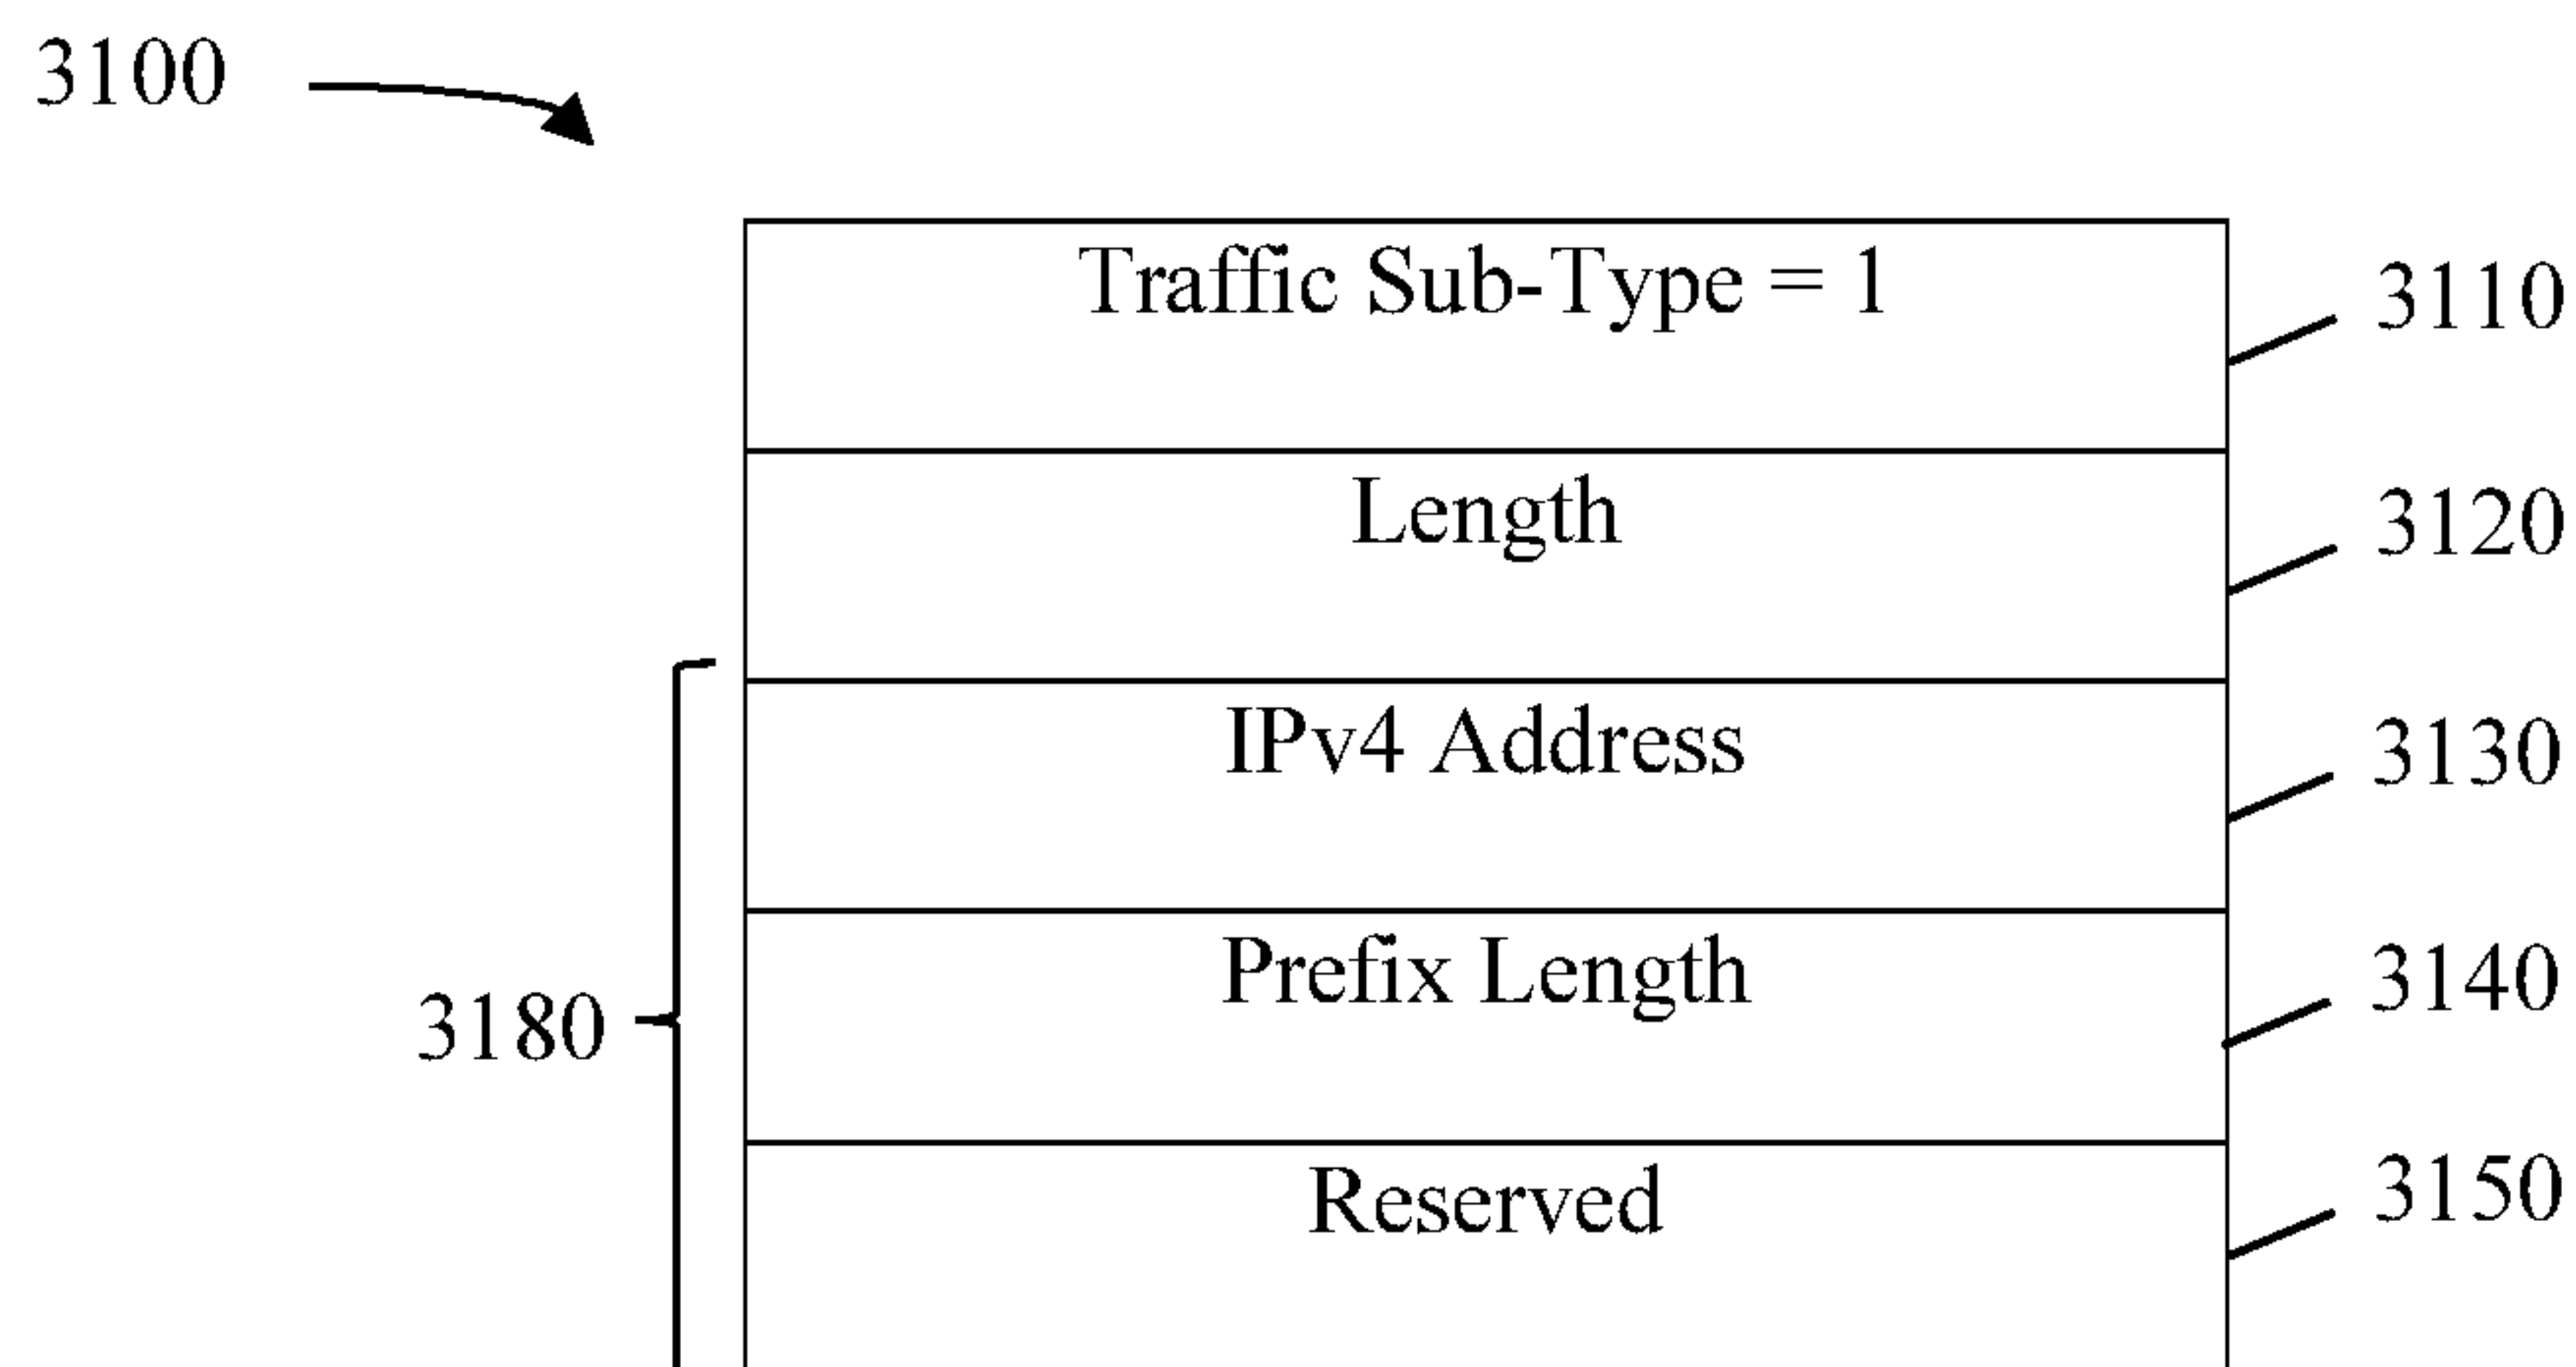 3100
Traffic Sub-Type = 1
3110
Length
3120
IPv4 Address
3130
Prefix Length
3140
3180
Reserved
3150